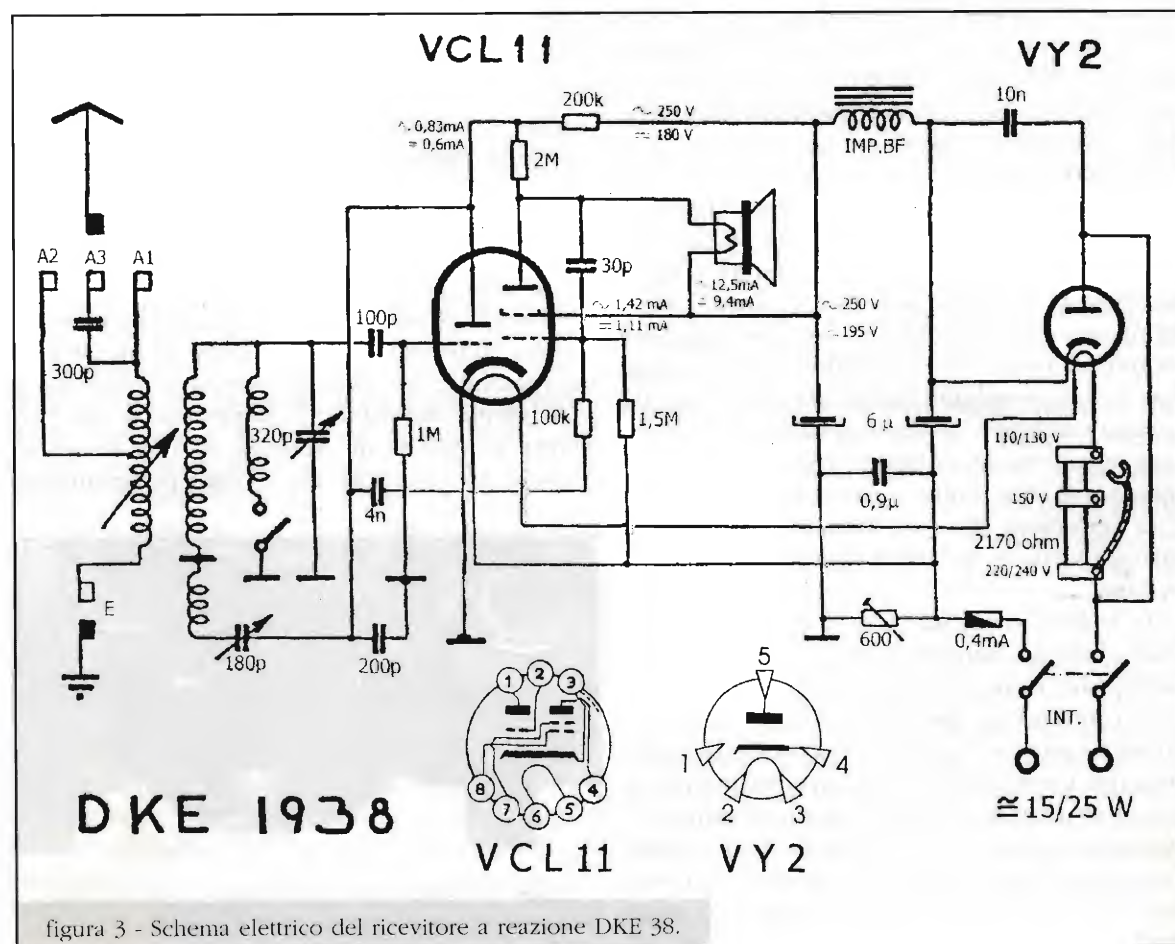 VCL11
VY2
200k
∿ 250 V
= 180 V
10n
∿ 0,83mA
= 0,6mA
2M
IMP.BF
A2
A3
A1
30p
∿ 12,5mA
= 9,4mA
∿ 1,42 mA
= 1,11 mA
∿ 250 V
195 V
100p
300p
320p
1M
100k
1,5M
6 µ
110/130 V
4n
0,9µ
150 V
2170 ohm
220/240 V
E
180p
200p
600
0,4mA
INT.
1
2
3
4
5
6
7
8
5
1
4
2
3
≅ 15/25 W
DKE 1938
VCL11
VY2
figura 3 - Schema elettrico del ricevitore a reazione DKE 38.